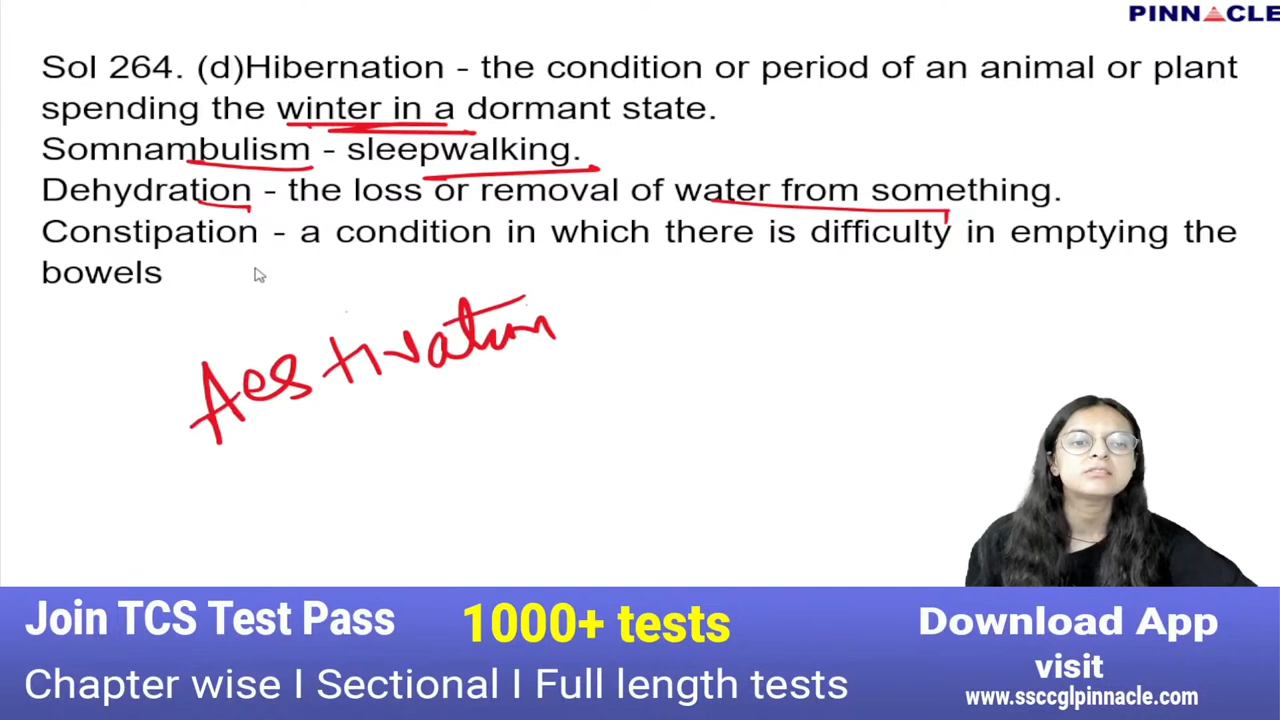 PINNACLE
Sol 264. (d)Hibernation - the condition or period of an animal or plant
spending the winter in a dormant state.
Somnambulism - sleepwalking.
Dehydration - the loss or removal of water from something.
Constipation - a condition in which there is difficulty in emptying the
bowels
Aestivation
Join TCS Test Pass
1000+ tests
Download App
Chapter wise I Sectional I Full length tests
visit
www.ssccglpinnacle.com